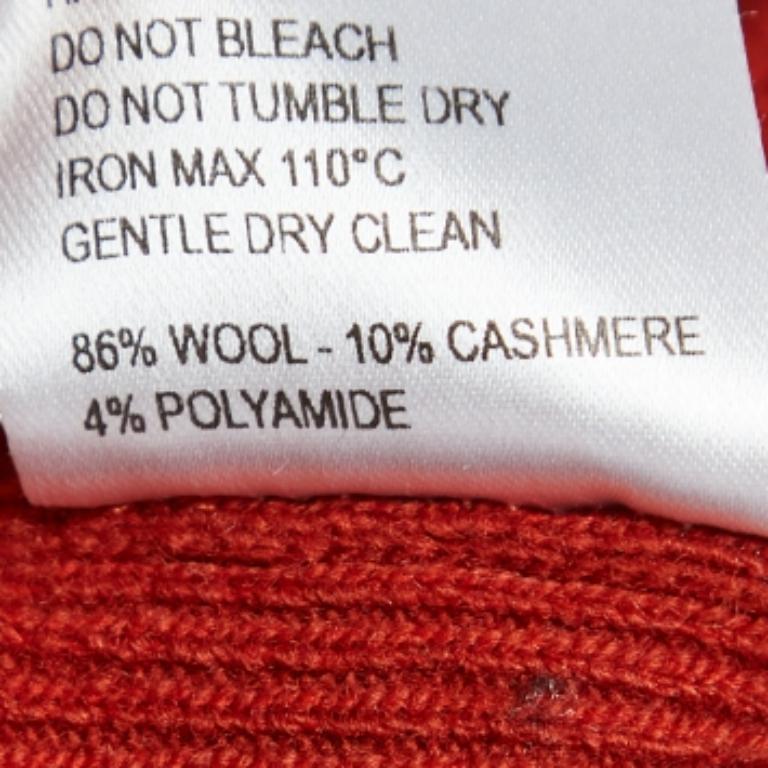 DO NOT BLEACH
DO NOT TUMBLE DRY
IRON MAX 110°C
GENTLE DRY CLEAN
86% WOOL - 10% CASHMERE
4% POLYAMIDE